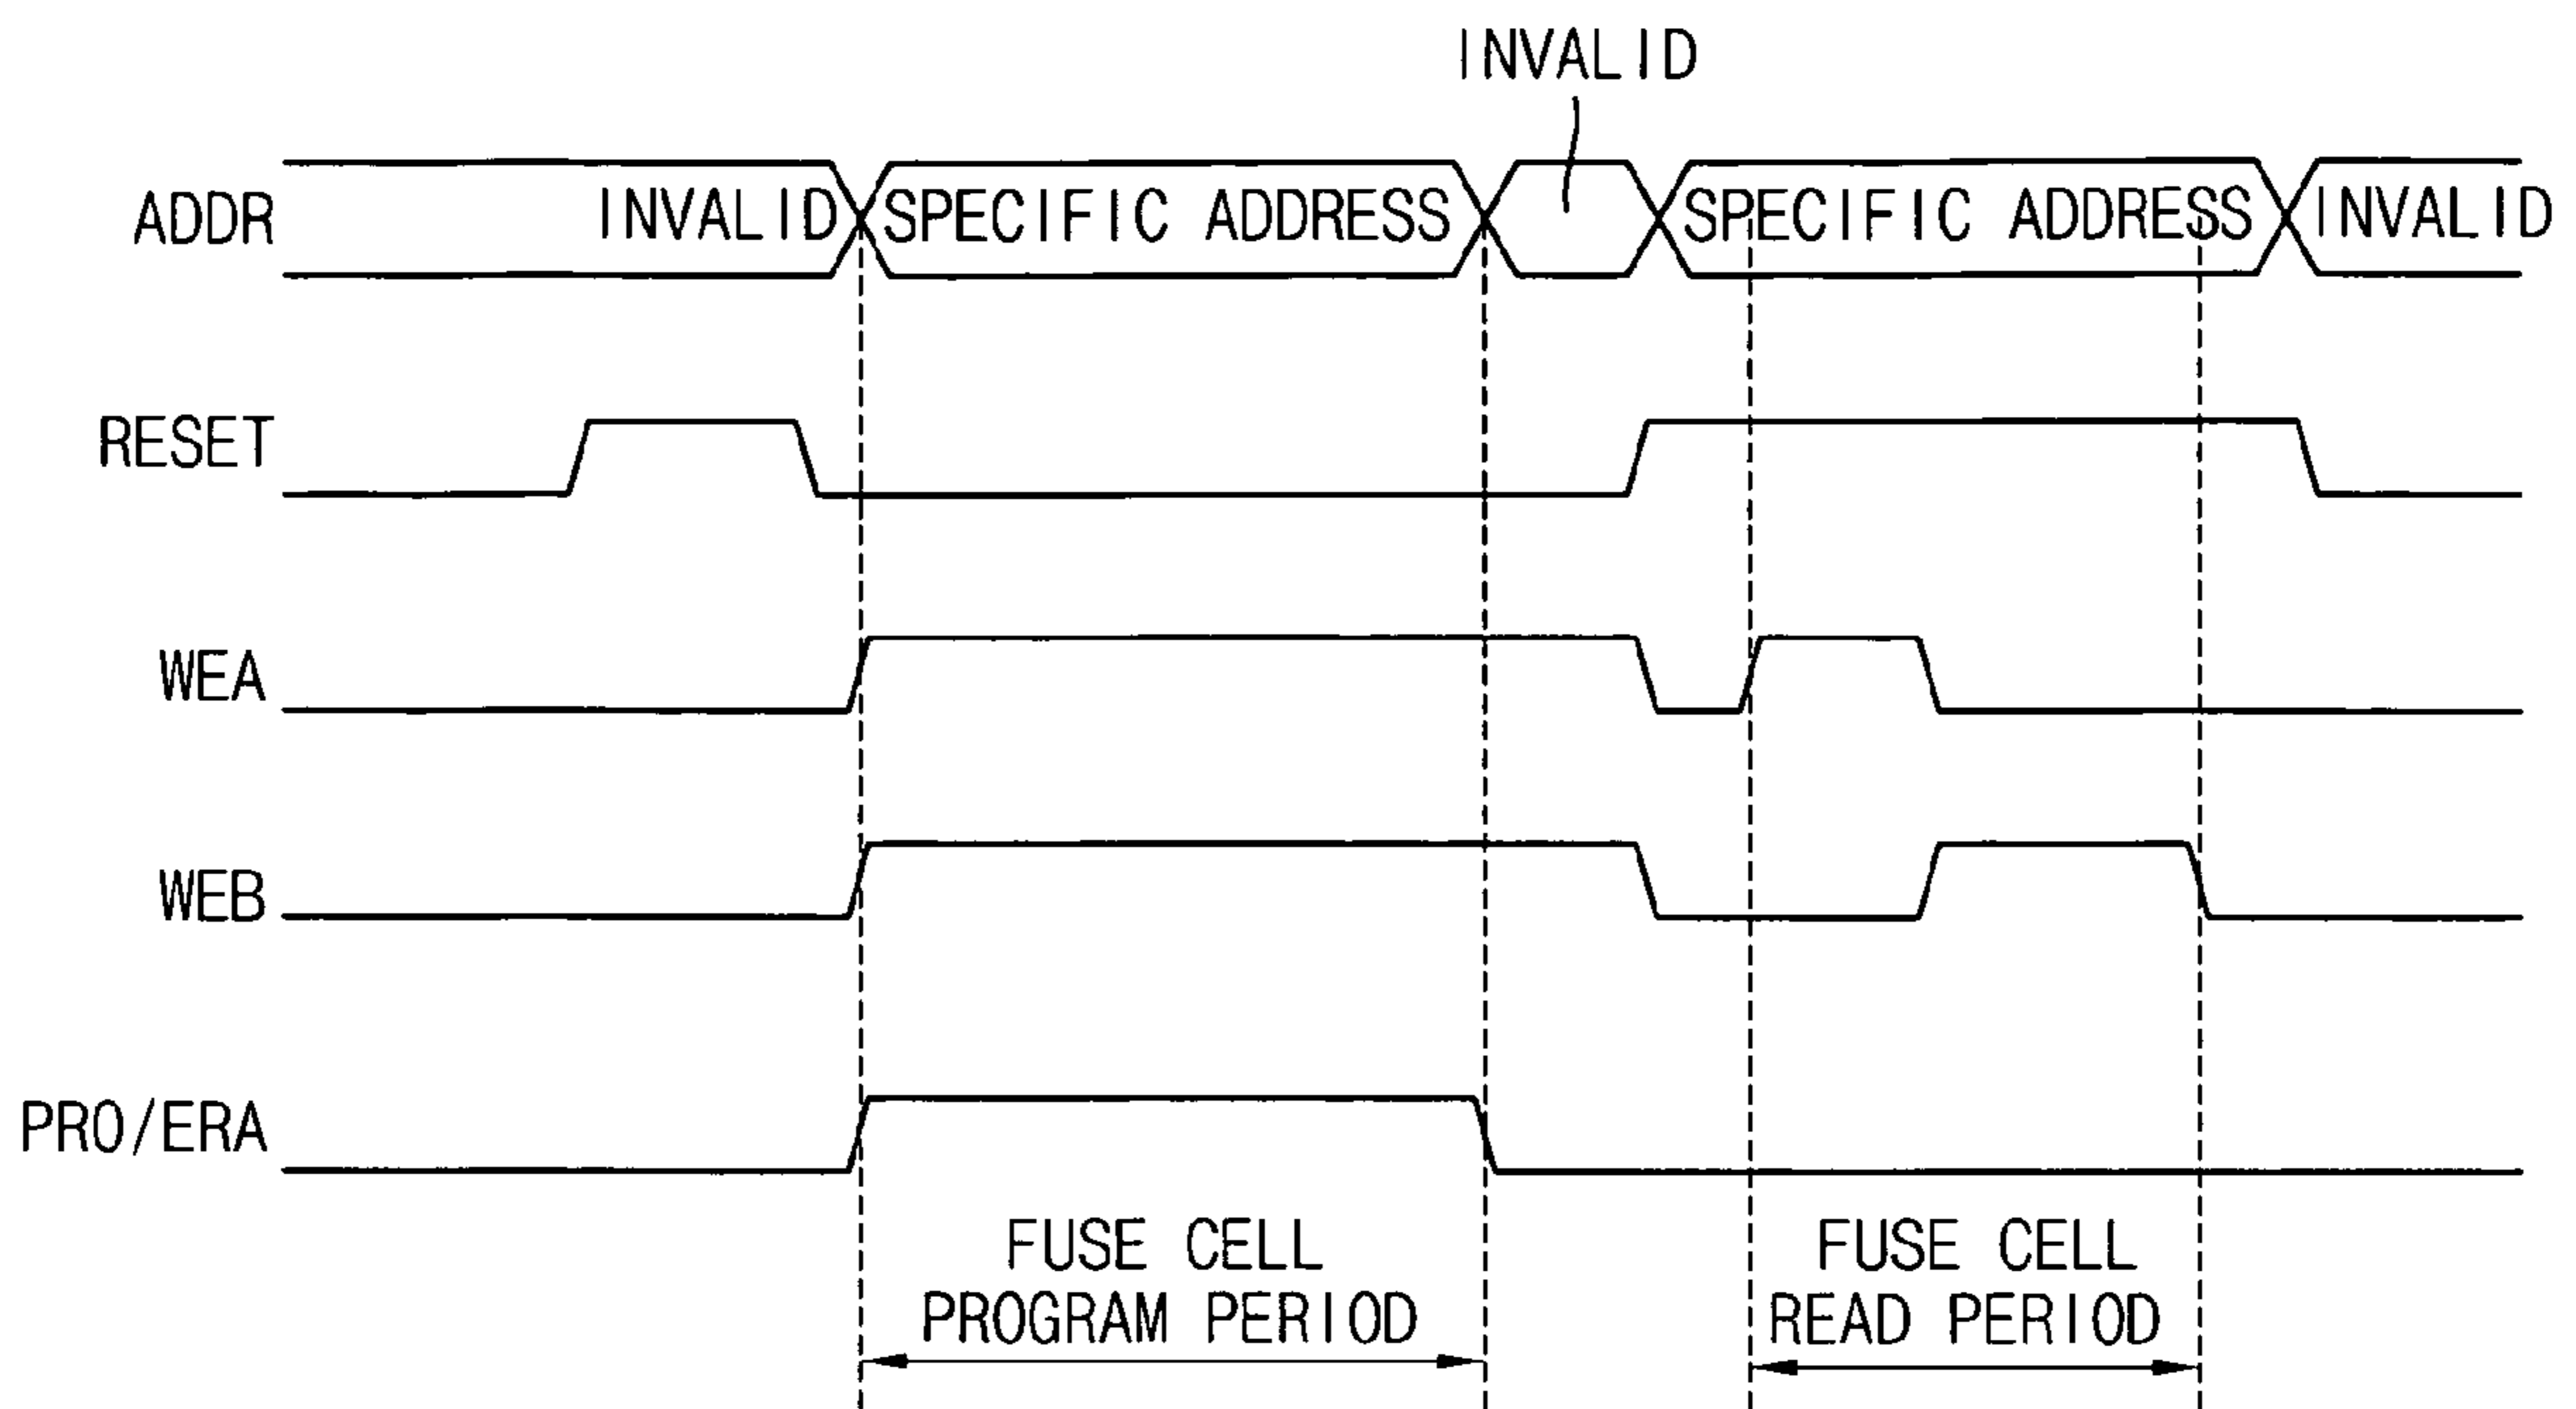 INVALID
ADDR INVALID SPECIFIC ADDRESS SPECIFIC ADDRESS INVALID
RESET
WEA
WEB
PRO/ERA
FUSE CELL
PROGRAM PERIOD
FUSE CELL
READ PERIOD